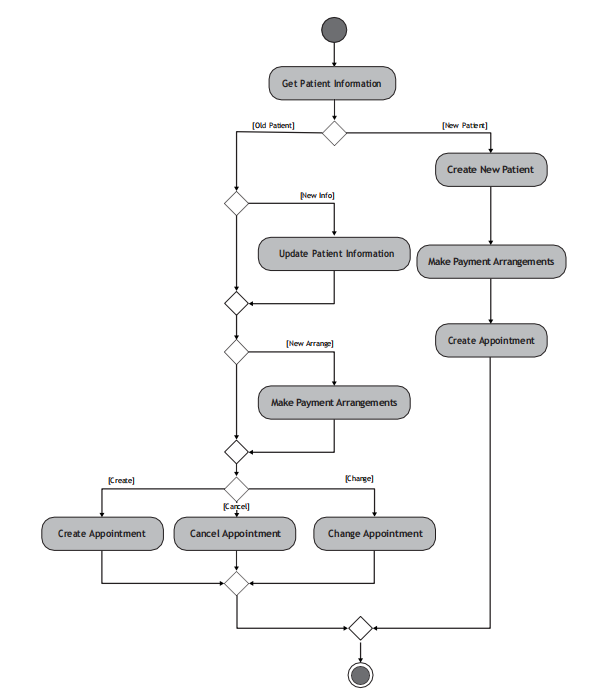 Get Patient Information
[Old Patient]
[New Patient]
Create New Patient
[New Info]
Update Patient Information
Make Payment Arrangements
Create Appointment
[New Arrange]
Make Payment Arrangements
[Create]
[Change]
[Cancel]
Create Appointment
Cancel Appointment
Change Appointment